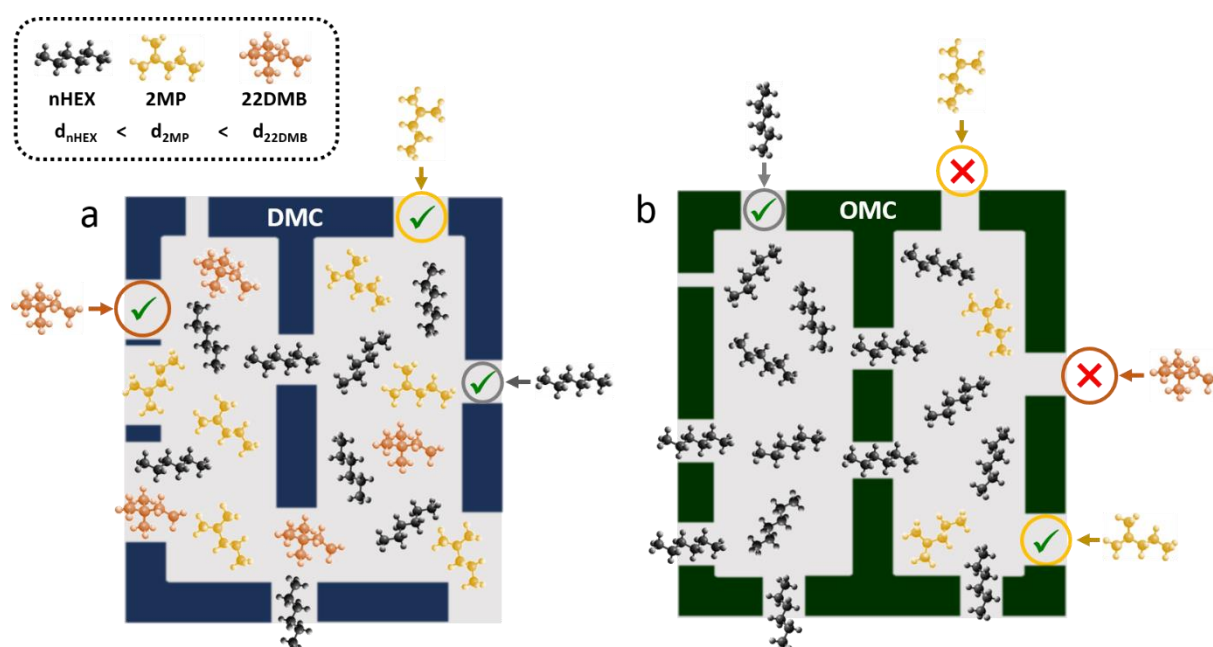 nHEX 2MP 22DMB
dnHEX < d2MP < d22DMB
a DMC
b OMC